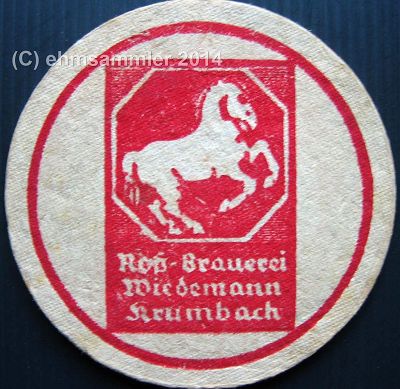 (C) ehmsammler 2014
Roß-Brauerei
Wiedemann
Krumbach